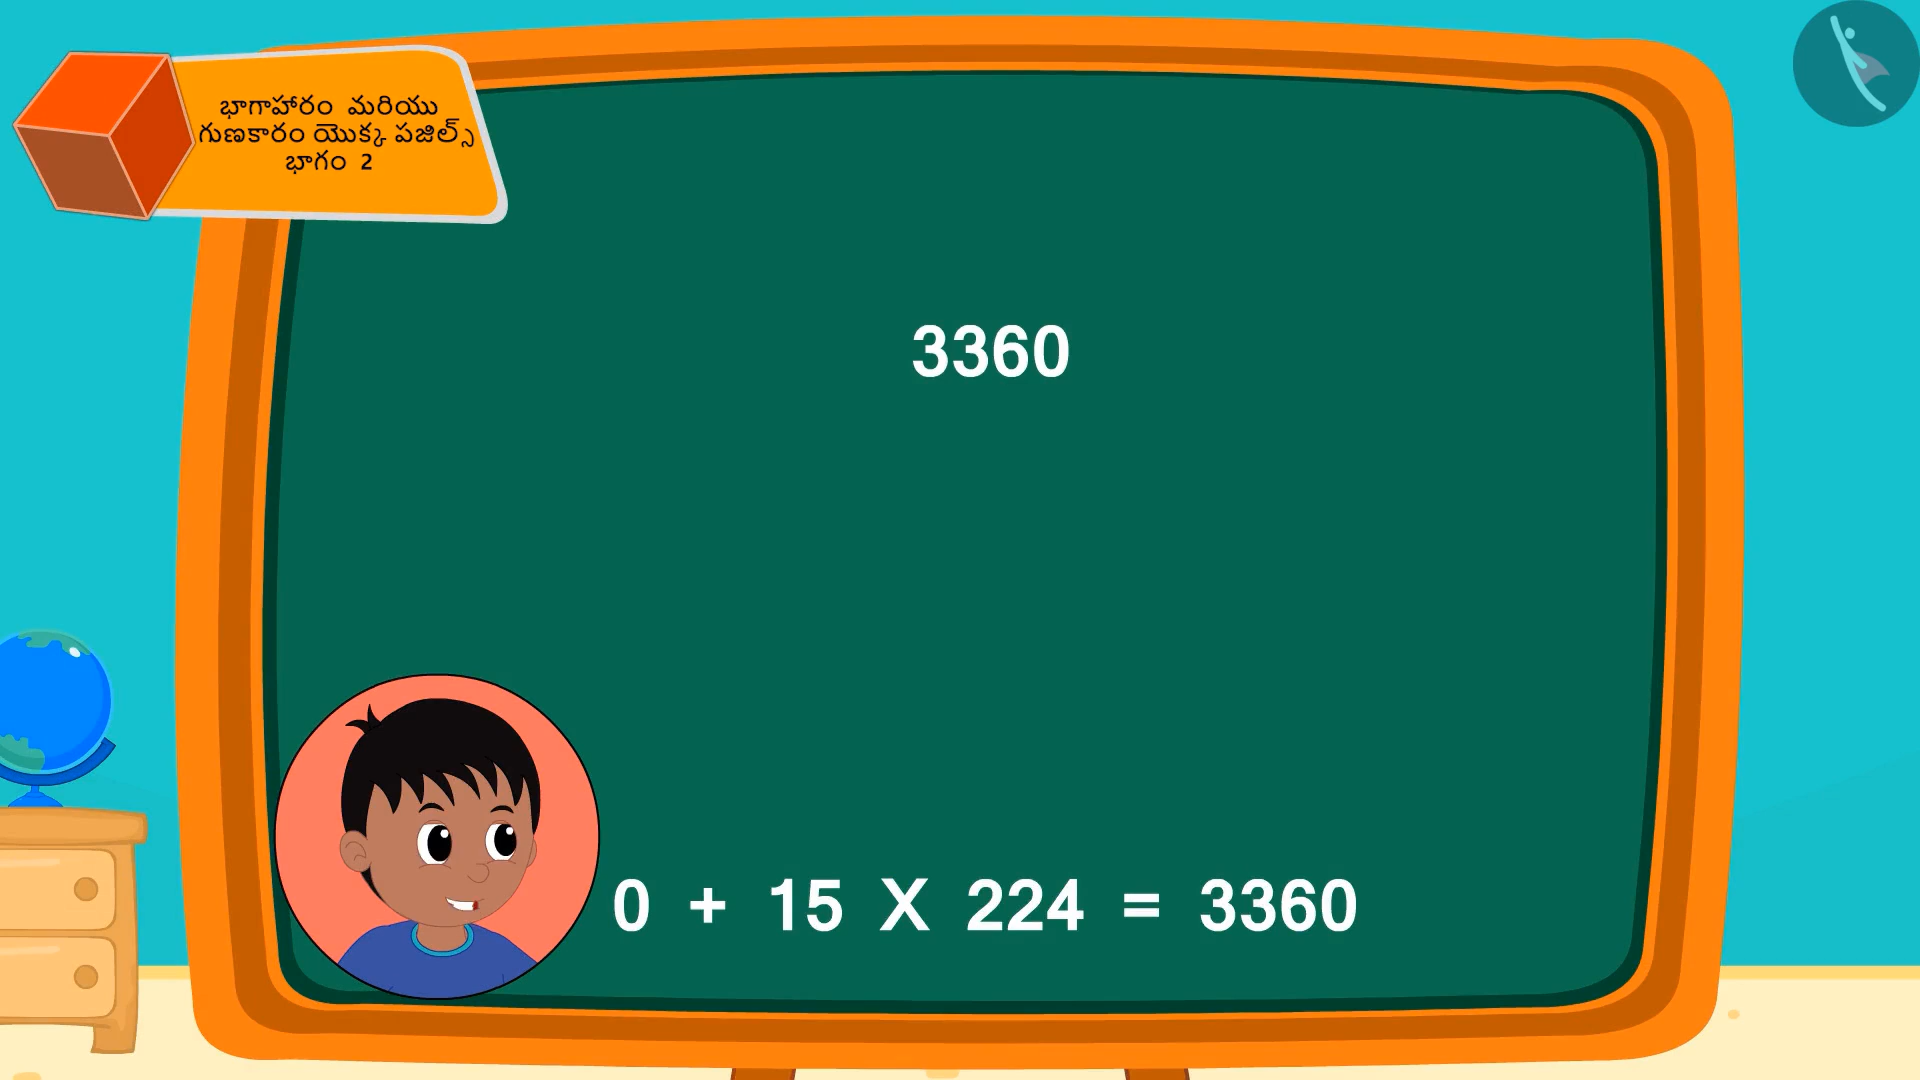 భాగాహారం మరియు
గుణకారం యొక్క పజిల్స్
భాగం 2
3360
0 + 15 X 224 = 3360